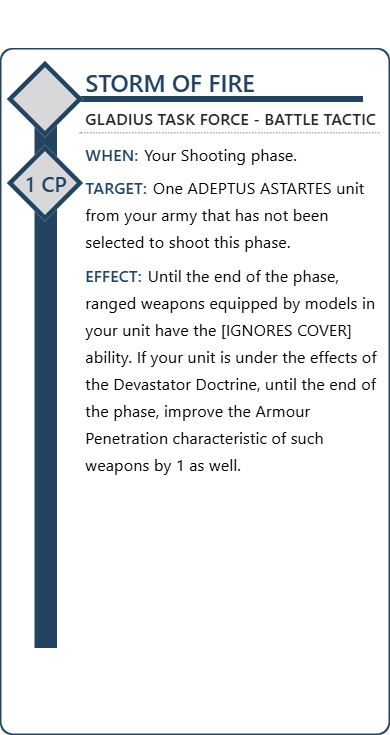 STORM OF FIRE
GLADIUS TASK FORCE - BATTLE TACTIC
WHEN: Your Shooting phase.
1 CP
TARGET: One ADEPTUS ASTARTES unit
from your army that has not been
selected to shoot this phase.
EFFECT: Until the end of the phase,
ranged weapons equipped by models in
your unit have the [IGNORES COVER]
ability. If your unit is under the effects of
the Devastator Doctrine, until the end of
the phase, improve the Armour
Penetration characteristic of such
weapons by 1 as well.